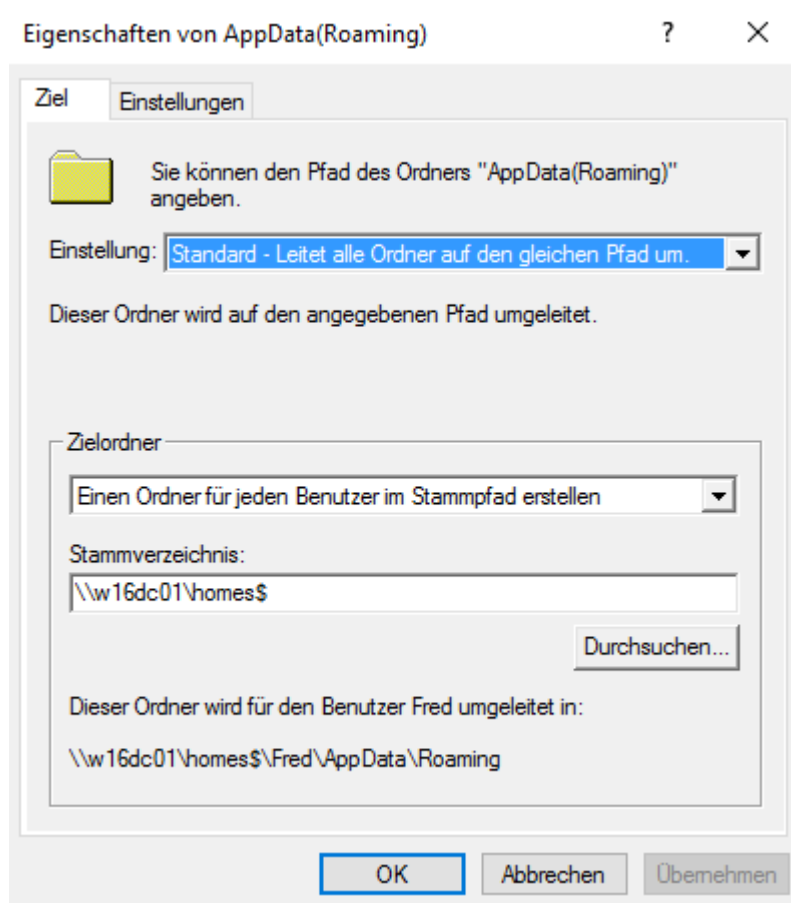 Eigenschaften von AppData(Roaming)
Ziel
Einstellungen
Sie können den Pfad des Ordners "AppData(Roaming)"
angeben.
Einstellung:
Standard - Leitet alle Ordner auf den gleichen Pfad um.
Dieser Ordner wird auf den angegebenen Pfad umgeleitet.
Zielordner
Einen Ordner für jeden Benutzer im Stammpfad erstellen
Stammverzeichnis:
\\w16dc01\homes$
Durchsuchen...
Dieser Ordner wird für den Benutzer Fred umgeleitet in:
\\w16dc01\homes$\Fred\AppData\Roaming
OK
Abbrechen
Übernehmen